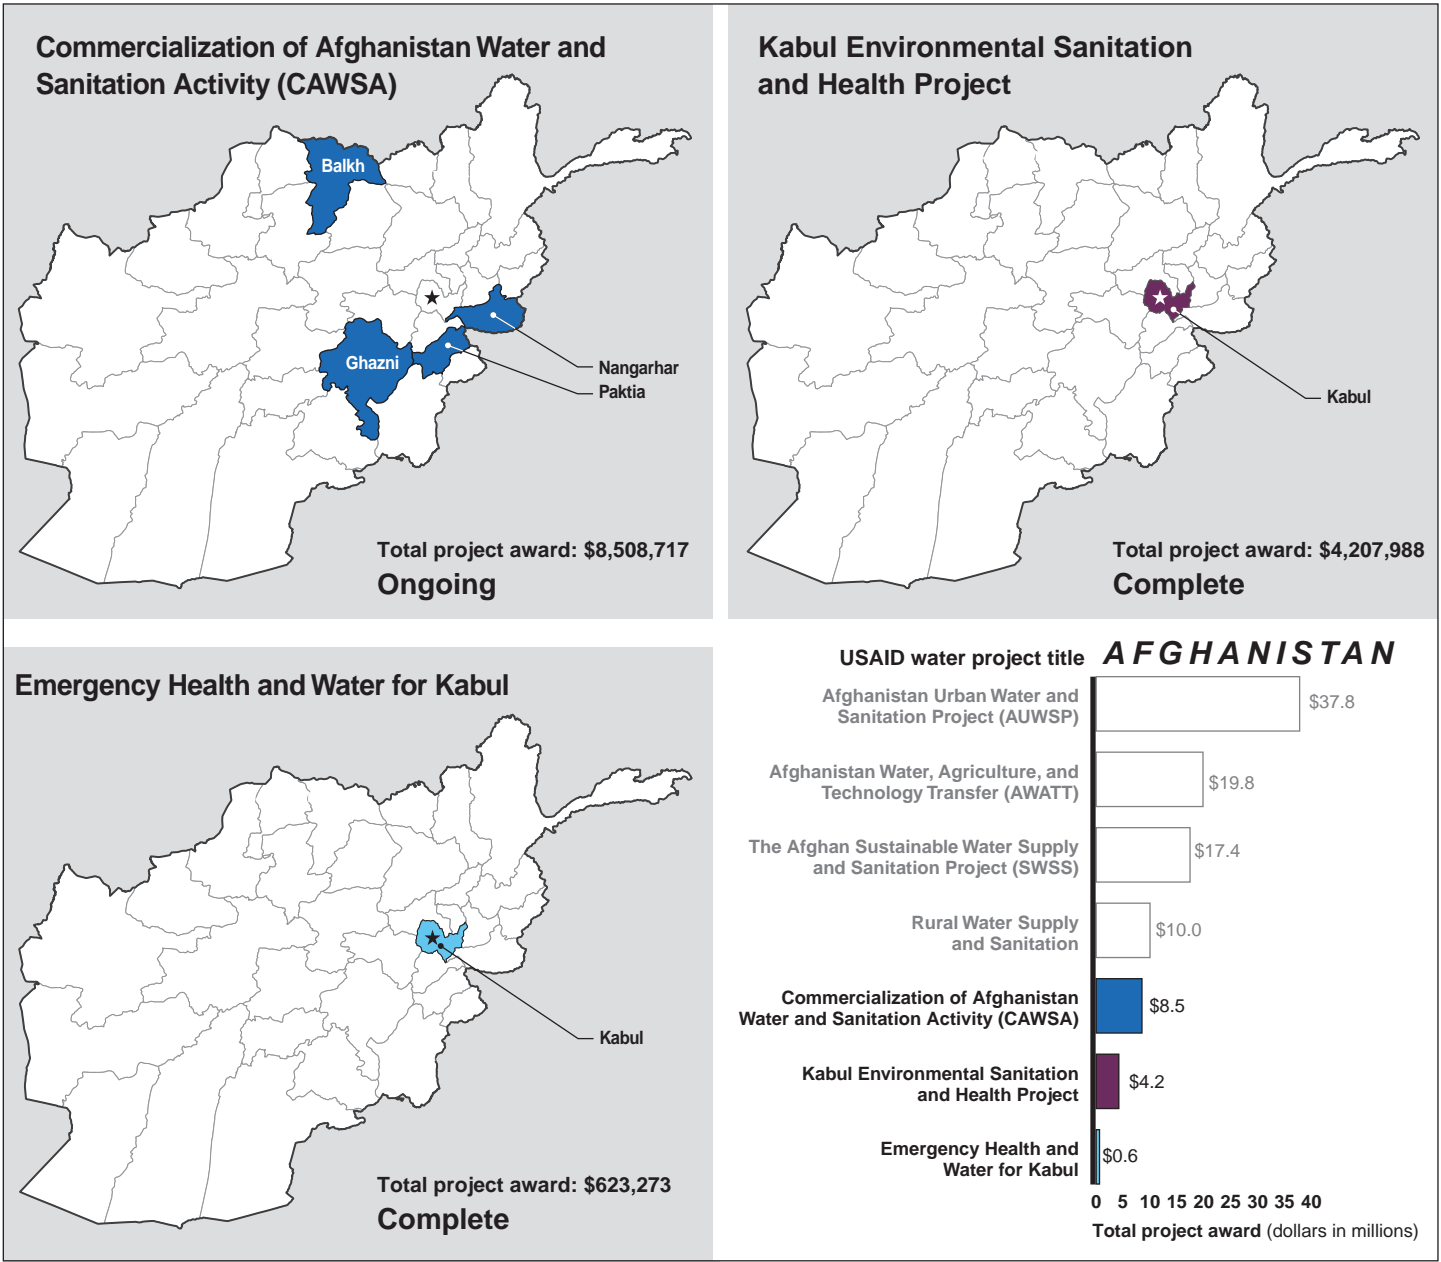 Commercialization of Afghanistan Water and
Sanitation Activity (CAWSA)
Balkh
Ghazni
Nangarhar
Paktia
Total project award: $8,508,717
Ongoing
Kabul Environmental Sanitation
and Health Project
Kabul
Total project award: $4,207,988
Complete
Emergency Health and Water for Kabul
Kabul
Total project award: $623,273
Complete
USAID water project title
AFGHANISTAN
Afghanistan Urban Water and
Sanitation Project (AUWSP)
$37.8
Afghanistan Water, Agriculture, and
Technology Transfer (AWATT)
$19.8
The Afghan Sustainable Water Supply
and Sanitation Project (SWSS)
$17.4
Rural Water Supply
and Sanitation
$10.0
Commercialization of Afghanistan
Water and Sanitation Activity (CAWSA)
$8.5
Kabul Environmental Sanitation
and Health Project
$4.2
Emergency Health and
Water for Kabul
$0.6
0 5 10 15 20 25 30 35 40
Total project award (dollars in millions)